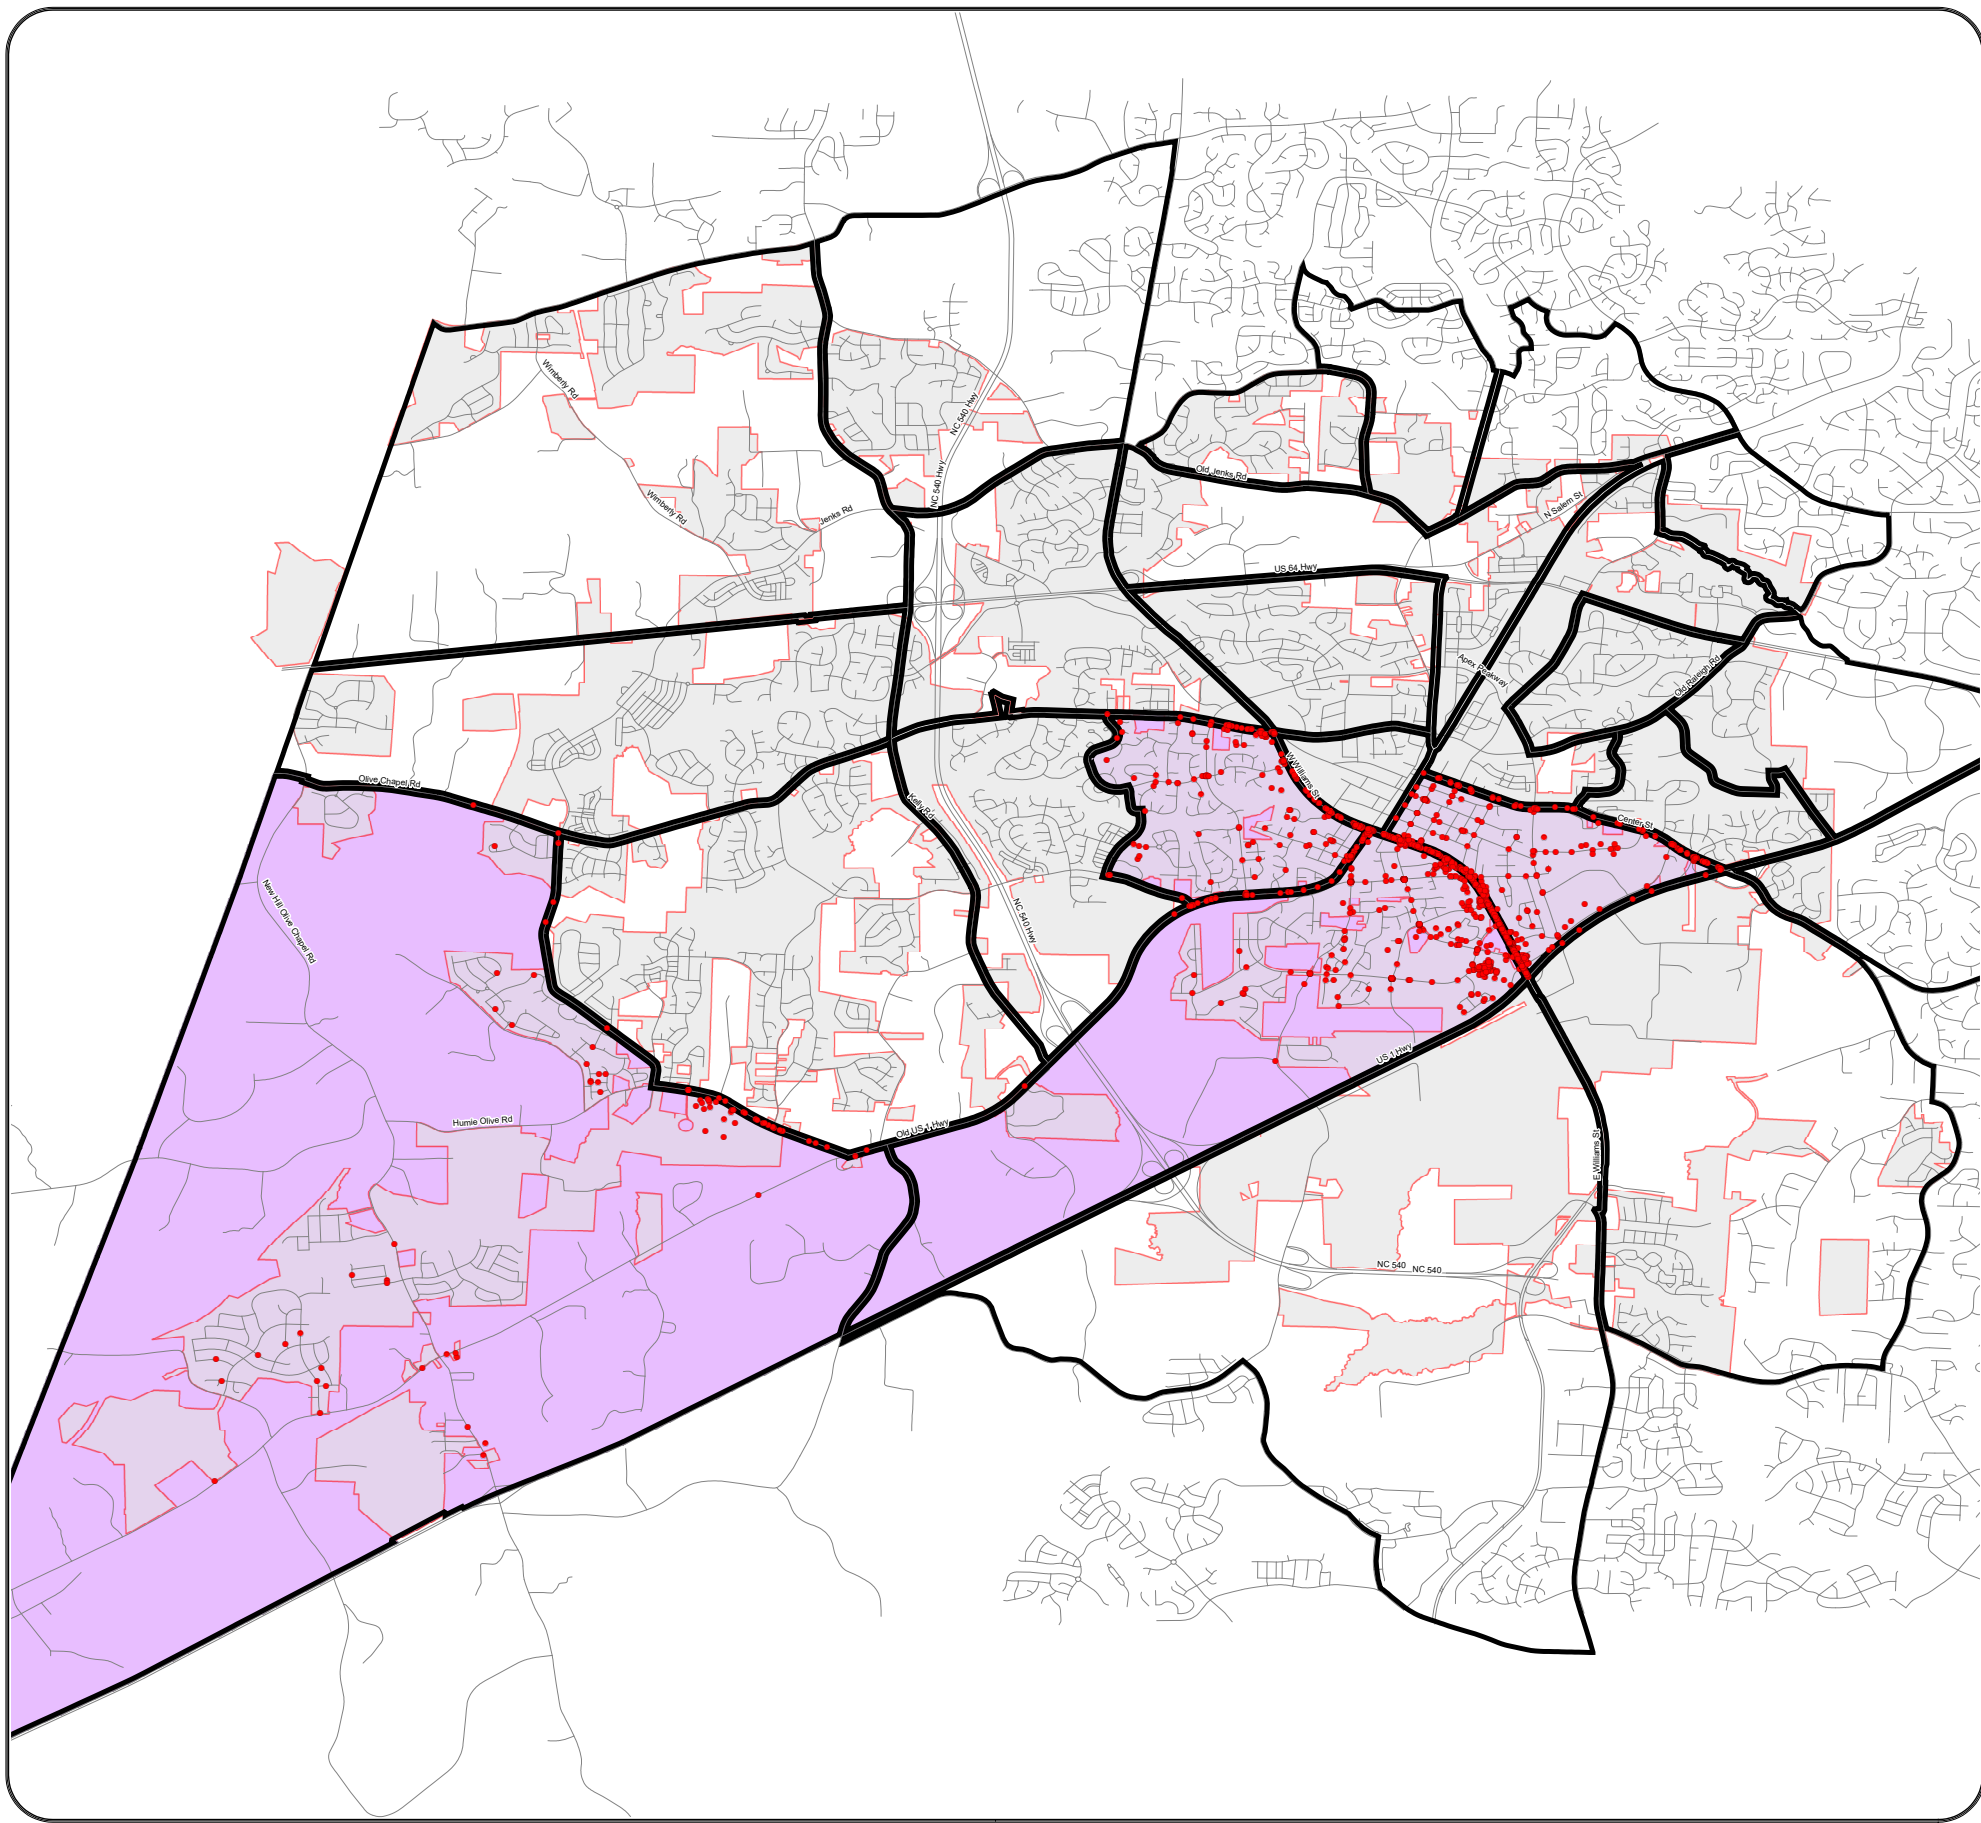 Wimberly Rd
NC 540 Hwy
Old Jenks Rd
NC 540 Hwy
Wimberly Rd
Jenks Rd
N Salem St
US 64 Hwy
Apex Peakway
Old Raleigh Rd
Olive Chapel Rd
W Williams St
Kelly Rd
Center St
New Hill Olive Chapel Rd
NC 540 Hwy
US 1 Hwy
Humie Olive Rd
Old US 1 Hwy
E Williams St
NC 540
NC 540